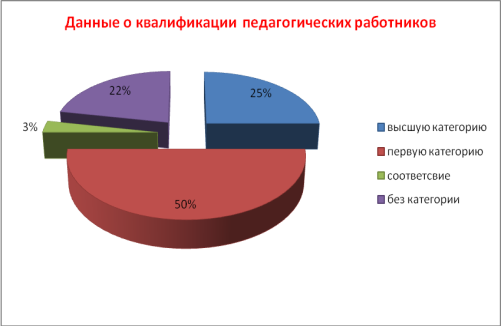 Данные о квалификации педагогических работников
22%
25%
3%
50%
высшую категорию
первую категорию
соответсвие
без категории